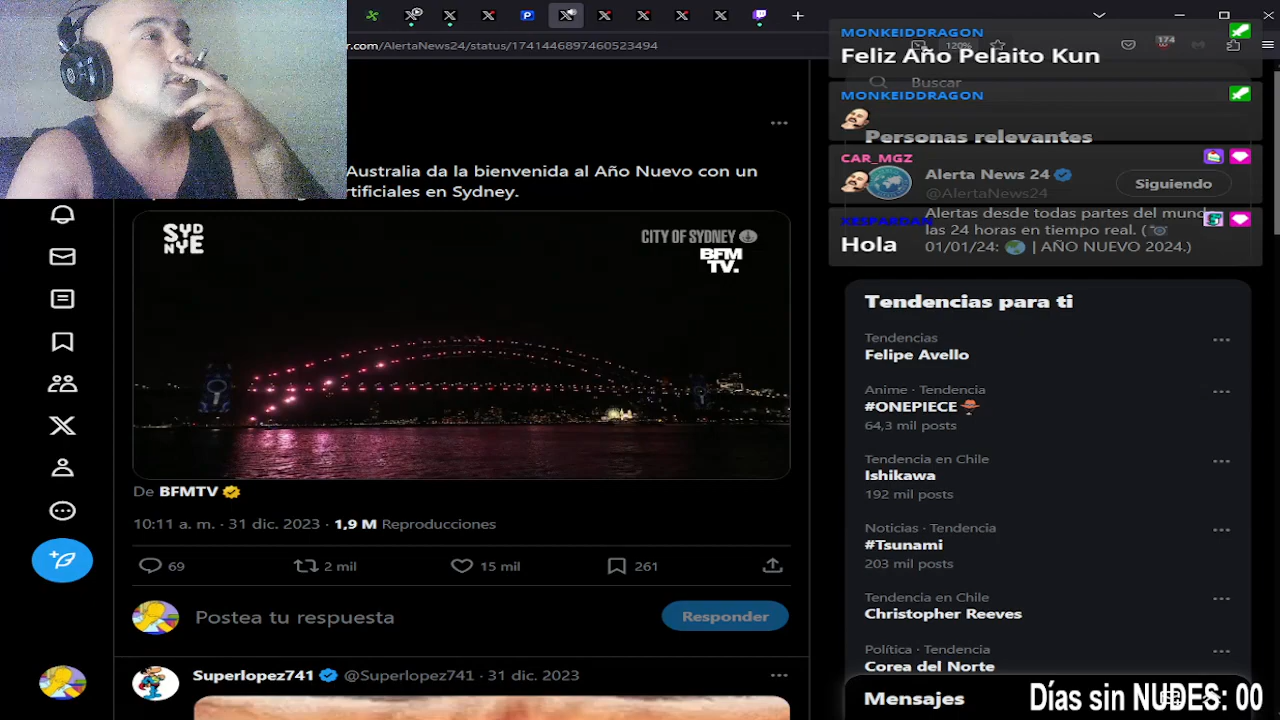 r.com/AlertaNews24/status/1741446897460523494
120%
174
MONKEIDDRAGON
Feliz Año Pelaito Kun
Buscar
MONKEIDDRAGON
Personas relevantes
CAR_MGZ
Alerta News 24
@AlertaNews24
Siguiendo
XESPARDAN
Hola
Alertas desde todas partes del mundo
las 24 horas en tiempo real. (
01/01/24: | AÑO NUEVO 2024.)
Australia da la bienvenida al Año Nuevo con un
rtificiales en Sydney.
SYD
NYE
CITY OF SYDNEY
BFM
TV.
De BFMTV
10:11 a. m. · 31 dic. 2023 · 1,9 M Reproducciones
69
2 mil
15 mil
261
Postea tu respuesta
Responder
Superlopez741 @Superlopez741 · 31 dic. 2023
Tendencias para ti
Tendencias
Felipe Avello
Anime · Tendencia
#ONEPIECE
64,3 mil posts
Tendencia en Chile
Ishikawa
192 mil posts
Noticias · Tendencia
#Tsunami
203 mil posts
Tendencia en Chile
Christopher Reeves
Política · Tendencia
Corea del Norte
Mensajes
Días sin NUDES: 00